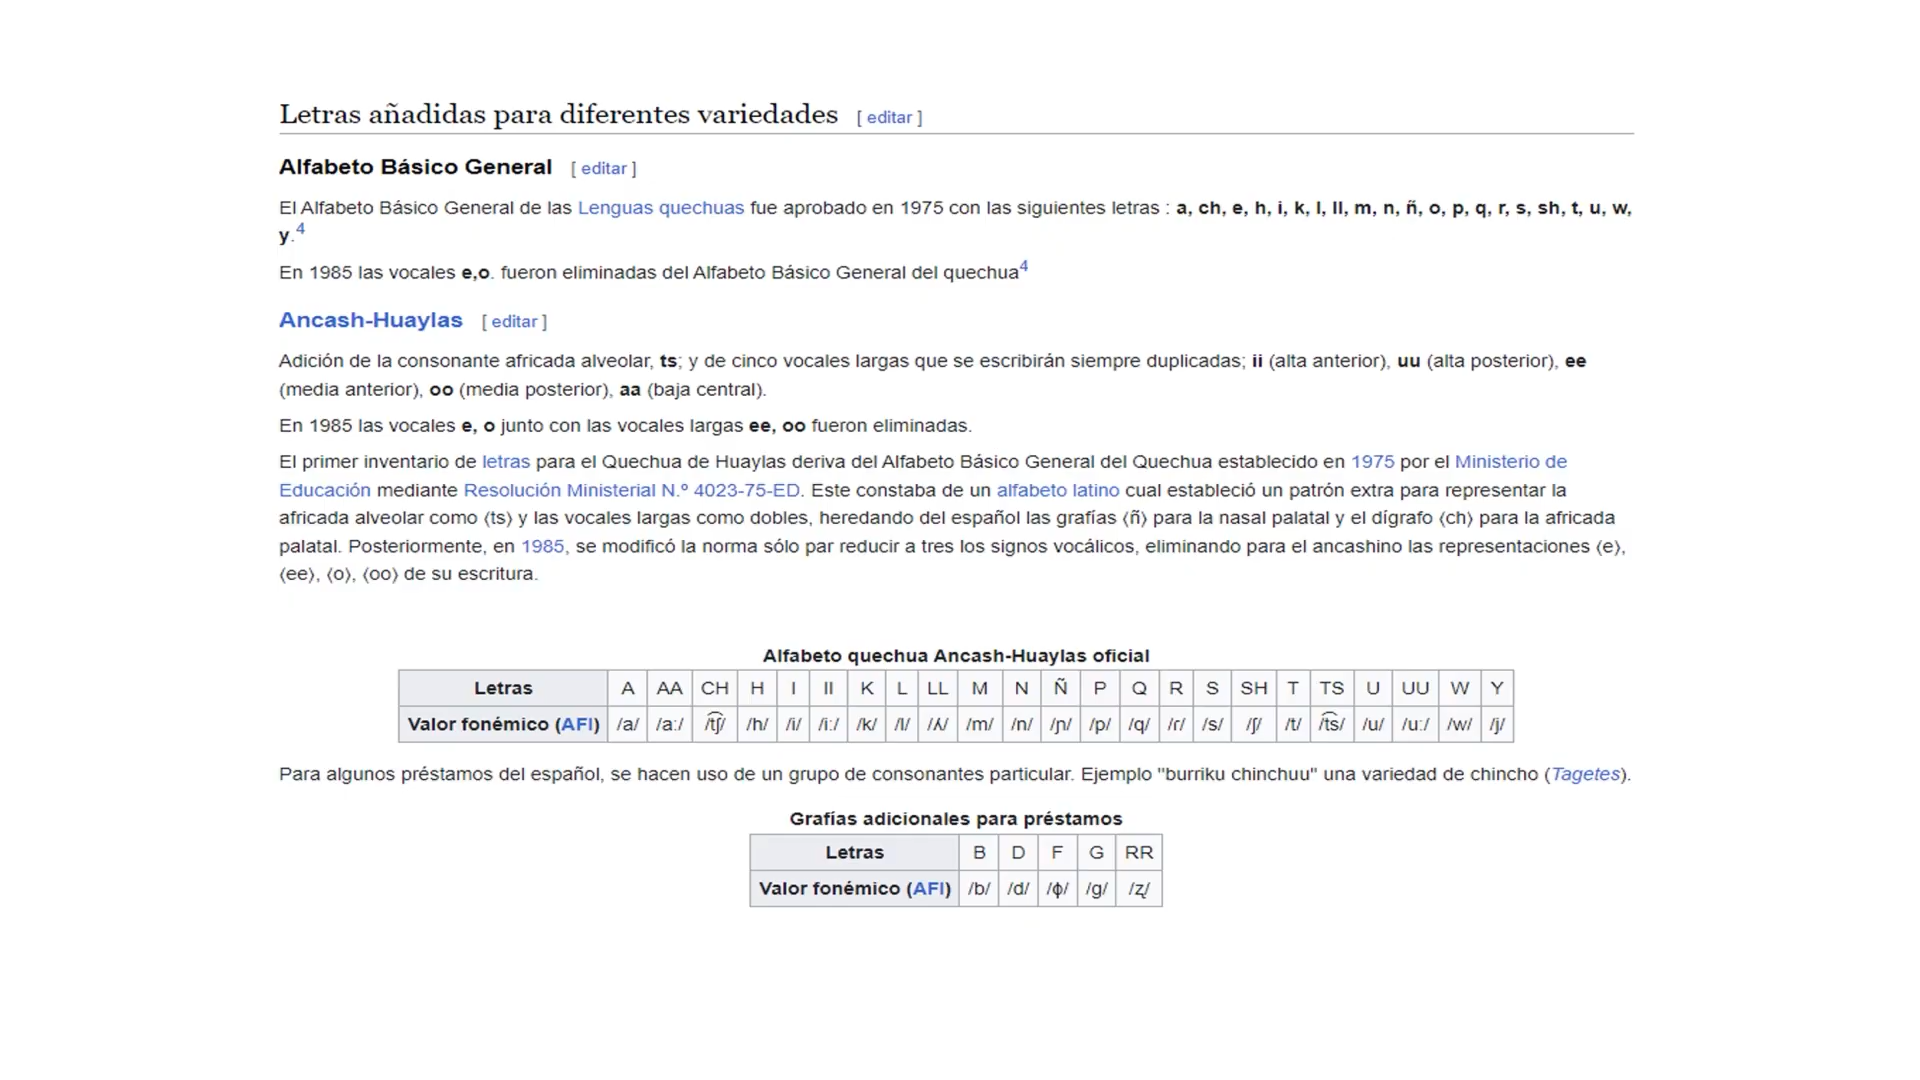 Letras añadidas para diferentes variedades [ editar ]
Alfabeto Básico General [ editar ]
El Alfabeto Básico General de las Lenguas quechuas fue aprobado en 1975 con las siguientes letras : a, ch, e, h, i, k, l, ll, m, n, ñ, o, p, q, r, s, sh, t, u, w,
y.4
En 1985 las vocales e,o. fueron eliminadas del Alfabeto Básico General del quechua4
Ancash-Huaylas [ editar ]
Adición de la consonante africada alveolar, ts; y de cinco vocales largas que se escribirán siempre duplicadas; ii (alta anterior), uu (alta posterior), ee
(media anterior), oo (media posterior), aa (baja central).
En 1985 las vocales e, o junto con las vocales largas ee, oo fueron eliminadas.
El primer inventario de letras para el Quechua de Huaylas deriva del Alfabeto Básico General del Quechua establecido en 1975 por el Ministerio de
Educación mediante Resolución Ministerial N.º 4023-75-ED. Este constaba de un alfabeto latino cual estableció un patrón extra para representar la
africada alveolar como ⟨ts⟩ y las vocales largas como dobles, heredando del español las grafías ⟨ñ⟩ para la nasal palatal y el dígrafo ⟨ch⟩ para la africada
palatal. Posteriormente, en 1985, se modificó la norma sólo par reducir a tres los signos vocálicos, eliminando para el ancashino las representaciones ⟨e⟩,
⟨ee⟩, ⟨o⟩, ⟨oo⟩ de su escritura.
Alfabeto quechua Ancash-Huaylas oficial
Letras A AA CH H I II K L LL M N Ñ P Q R S SH T TS U UU W Y
Valor fonémico (AFI) /a/ /aː/ /t͡ʃ/ /h/ /i/ /iː/ /k/ /l/ /ʎ/ /m/ /n/ /ɲ/ /p/ /q/ /ɾ/ /s/ /ʃ/ /t/ /t͡s/ /u/ /uː/ /w/ /j/
Para algunos préstamos del español, se hacen uso de un grupo de consonantes particular. Ejemplo "burriku chinchuu" una variedad de chincho (Tagetes).
Grafías adicionales para préstamos
Letras B D F G RR
Valor fonémico (AFI) /b/ /d/ /ɸ/ /g/ /ʐ/